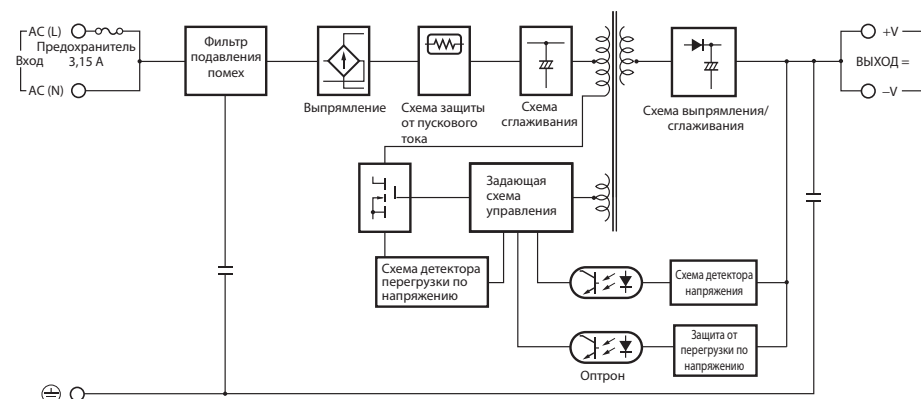 AC (L)
Предохранитель
Вход
3,15 А
AC (N)
Фильтр
подавления
помех
Выпрямление
Схема защиты
от пускового
тока
Схема
сглаживания
Схема выпрямления/
сглаживания
+V
ВЫХОД =
–V
Задающая
схема
управления
Схема детектора
перегрузки по
напряжению
Схема детектора
напряжения
Защита от
перегрузки по
напряжению
Оптрон